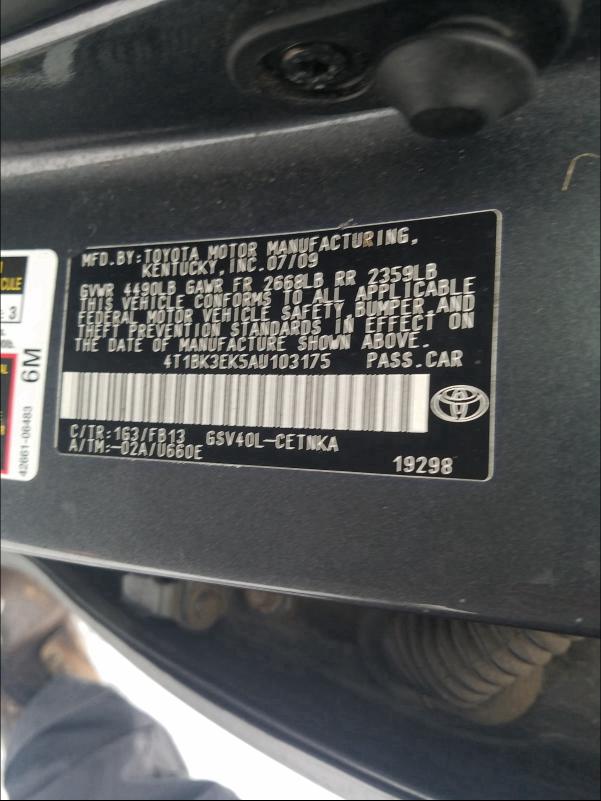 MFD.BY:TOYOTA MOTOR MANUFACTURING,
KENTUCKY,INC.07/09
GVWR 4490LB GAWR FR 2668LB RR 2359LB
THIS VEHICLE CONFORMS TO ALL APPLICABLE
FEDERAL MOTOR VEHICLE SAFETY,BUMPER,AND
THEFT PREVENTION STANDARDS IN EFFECT ON
THE DATE OF MANUFACTURE SHOWN ABOVE.
4T1BK3EK5AU103175 PASS.CAR
C/TR:1G3/FB13 GSV40L-CETNKA
A/TM:-02A/U660E
19298
3
6M
42661-06483